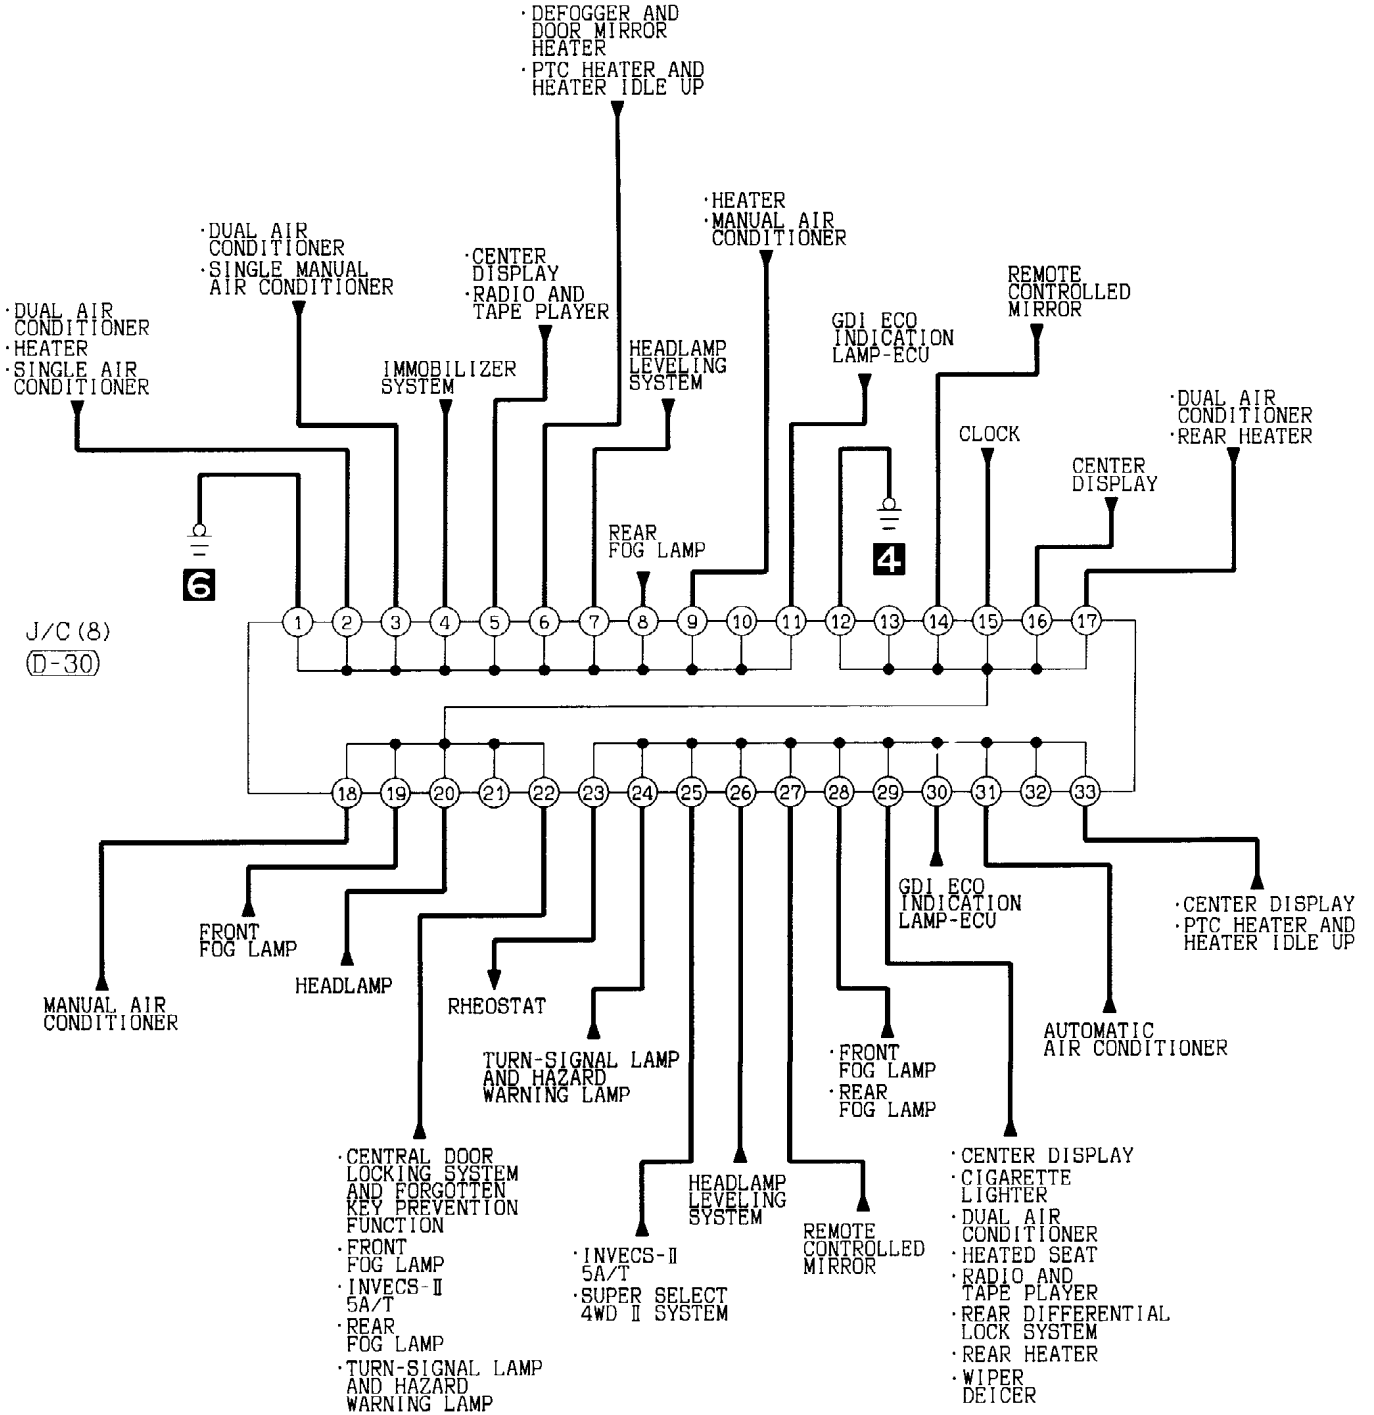 ·DEFOGGER AND
DOOR MIRROR
HEATER
·PTC HEATER AND
HEATER IDLE UP
·HEATER
·MANUAL AIR
CONDITIONER
·DUAL AIR
CONDITIONER
·SINGLE MANUAL
AIR CONDITIONER
·CENTER
DISPLAY
·RADIO AND
TAPE PLAYER
REMOTE
CONTROLLED
MIRROR
·DUAL AIR
CONDITIONER
·HEATER
·SINGLE AIR
CONDITIONER
IMMOBILIZER
SYSTEM
HEADLAMP
LEVELING
SYSTEM
GDI ECO
INDICATION
LAMP-ECU
·DUAL AIR
CONDITIONER
·REAR HEATER
CLOCK
CENTER
DISPLAY
REAR
FOG LAMP
6
4
J/C (8)
D-30
1 2 3 4 5 6 7 8 9 10 11 12 13 14 15 16 17
18 19 20 21 22 23 24 25 26 27 28 29 30 31 32 33
MANUAL AIR
CONDITIONER
FRONT
FOG LAMP
HEADLAMP
RHEOSTAT
GDI ECO
INDICATION
LAMP-ECU
·CENTER DISPLAY
·PTC HEATER AND
HEATER IDLE UP
TURN-SIGNAL LAMP
AND HAZARD
WARNING LAMP
·FRONT
FOG LAMP
·REAR
FOG LAMP
AUTOMATIC
AIR CONDITIONER
·CENTRAL DOOR
LOCKING SYSTEM
AND FORGOTTEN
KEY PREVENTION
FUNCTION
·FRONT
FOG LAMP
·INVECS-Ⅱ
5A/T
·REAR
FOG LAMP
·TURN-SIGNAL LAMP
AND HAZARD
WARNING LAMP
·INVECS-Ⅱ
5A/T
·SUPER SELECT
4WD Ⅱ SYSTEM
HEADLAMP
LEVELING
SYSTEM
REMOTE
CONTROLLED
MIRROR
·CENTER DISPLAY
·CIGARETTE
LIGHTER
·DUAL AIR
CONDITIONER
·HEATED SEAT
·RADIO AND
TAPE PLAYER
·REAR DIFFERENTIAL
LOCK SYSTEM
·REAR HEATER
·WIPER
DEICER